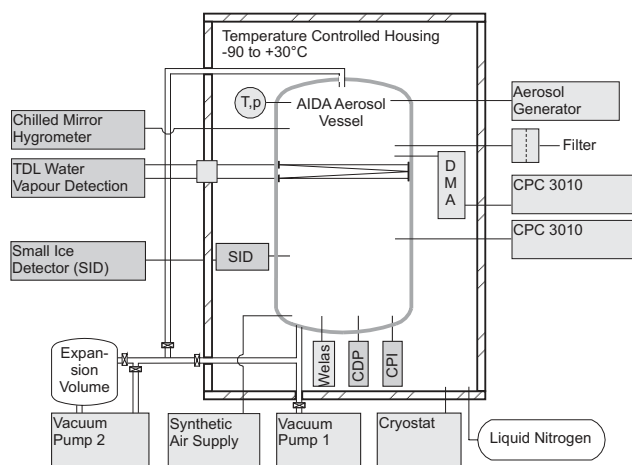 Temperature Controlled Housing
-90 to +30°C
T,p
AIDA Aerosol
Vessel
Aerosol
Generator
Chilled Mirror
Hygrometer
Filter
TDL Water
Vapour Detection
D
M
A
CPC 3010
CPC 3010
Small Ice
Detector (SID)
SID
Welas
CDP
CPI
Expan-
sion
Volume
Vacuum
Pump 2
Synthetic
Air Supply
Vacuum
Pump 1
Cryostat
Liquid Nitrogen